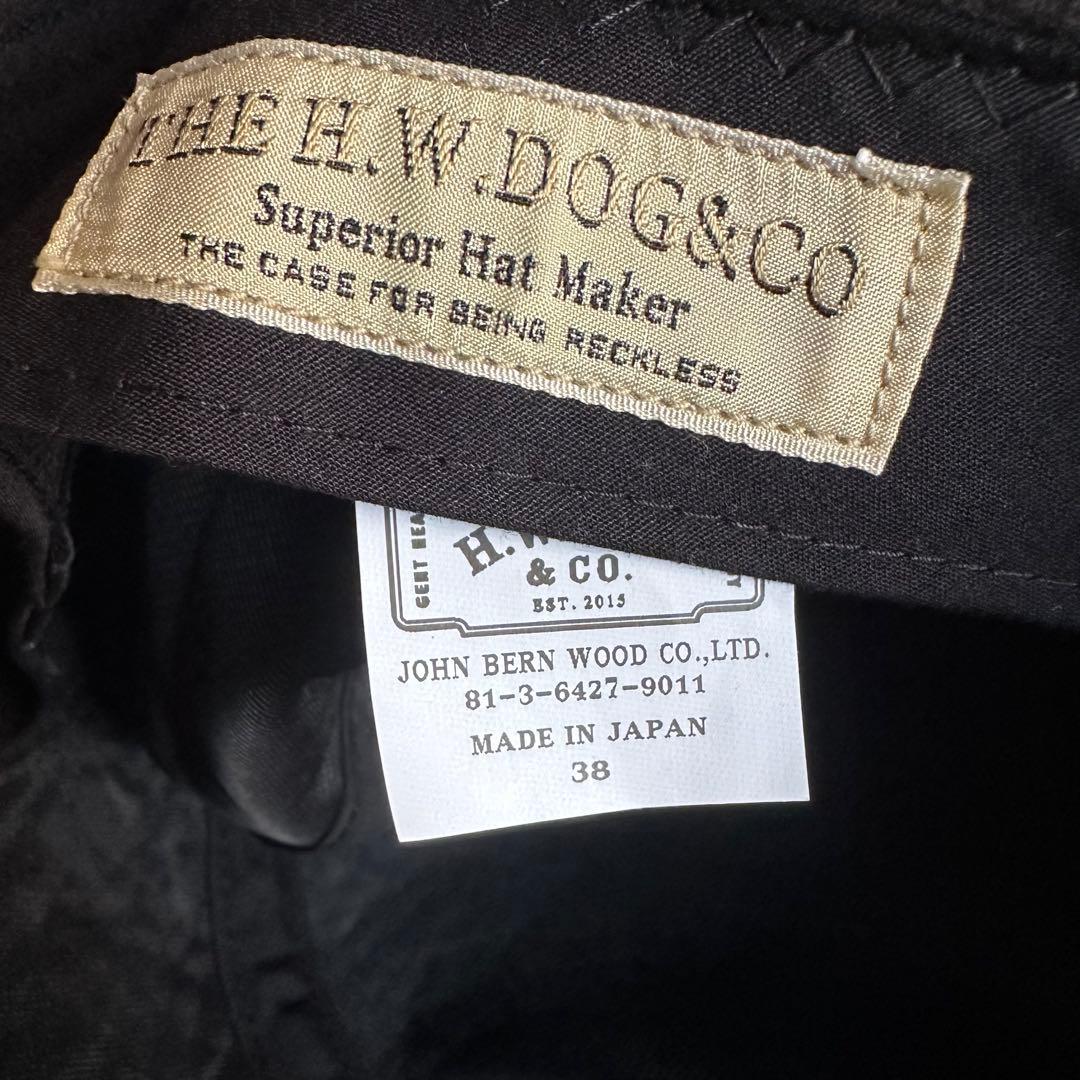 THE H.W.DOG&CO
Superior Hat Maker
THE CASE FOR BEING RECKLESS
GENT
H.
& CO.
EST. 2015
JOHN BERN WOOD CO.,LTD.
81-3-6427-9011
MADE IN JAPAN
38